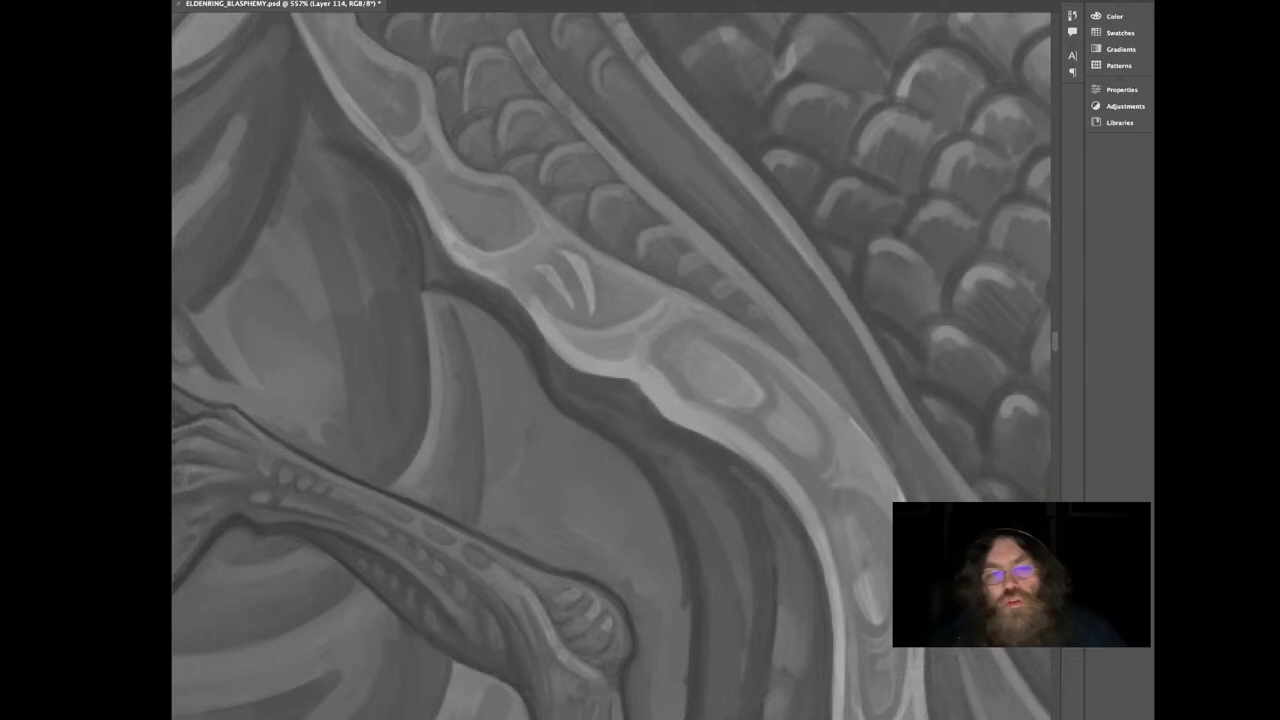 ELDENRING_BLASPHEMY.psd @ 557% (Layer 114, RGB/8*) *
Color
Swatches
Gradients
Patterns
Properties
Adjustments
Libraries